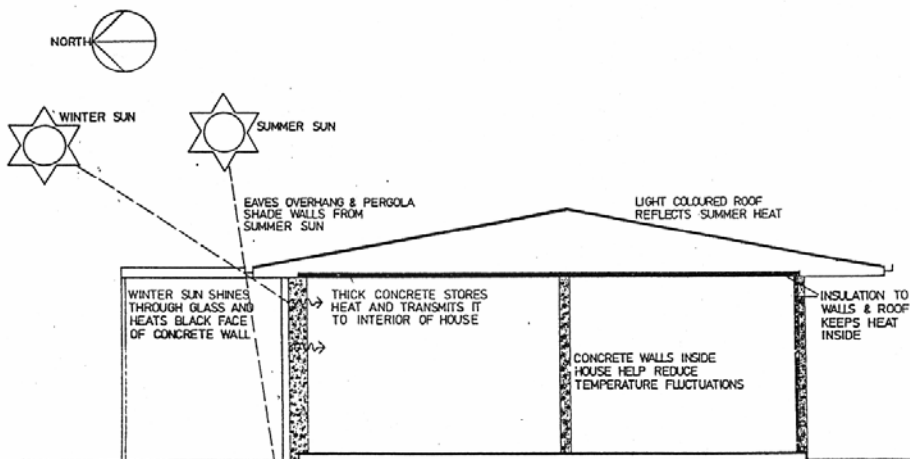 NORTH
WINTER SUN
SUMMER SUN
EAVES OVERHANG & PERGOLA
SHADE WALLS FROM
SUMMER SUN
LIGHT COLOURED ROOF
REFLECTS SUMMER HEAT
WINTER SUN SHINES
THROUGH GLASS AND
HEATS BLACK FACE
OF CONCRETE WALL
THICK CONCRETE STORES
HEAT AND TRANSMITS IT
TO INTERIOR OF HOUSE
CONCRETE WALLS INSIDE
HOUSE HELP REDUCE
TEMPERATURE FLUCTUATIONS
INSULATION TO
WALLS & ROOF
KEEPS HEAT
INSIDE